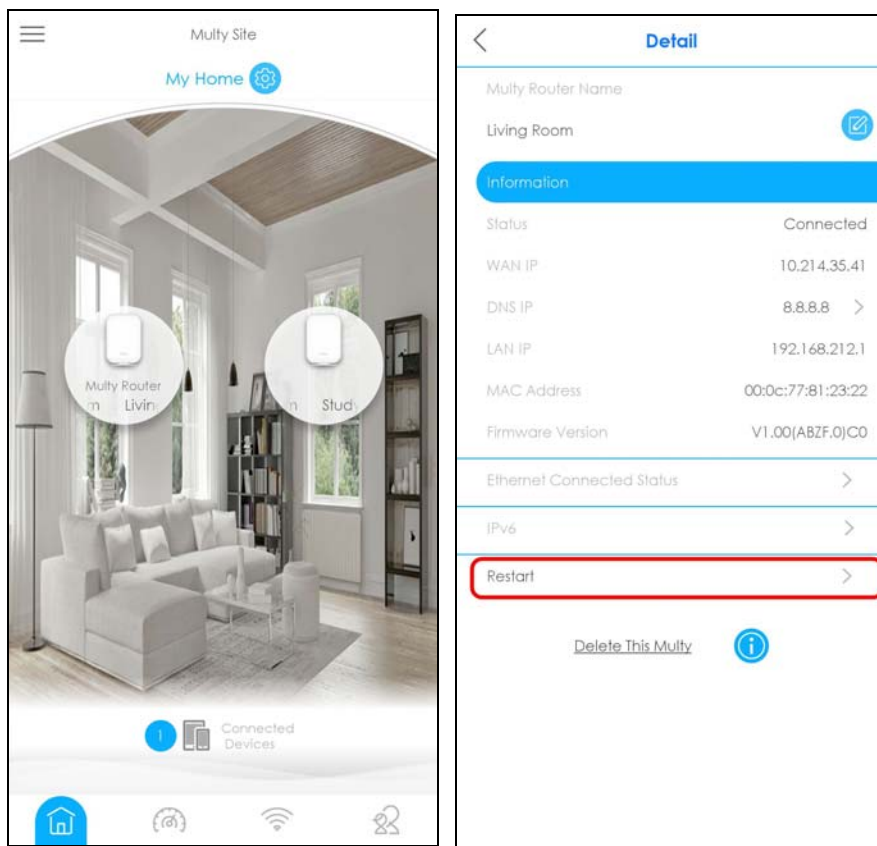 Multy Site
My Home
Multy Router
m Livin
n Study
1
Connected
Devices
Detail
Multy Router Name
Living Room
Information
Status Connected
WAN IP 10.214.35.41
DNS IP 8.8.8.8
LAN IP 192.168.212.1
MAC Address 00:0c:77:81:23:22
Firmware Version V1.00(ABZF.0)C0
Ethernet Connected Status
IPv6
Restart
Delete This Multy